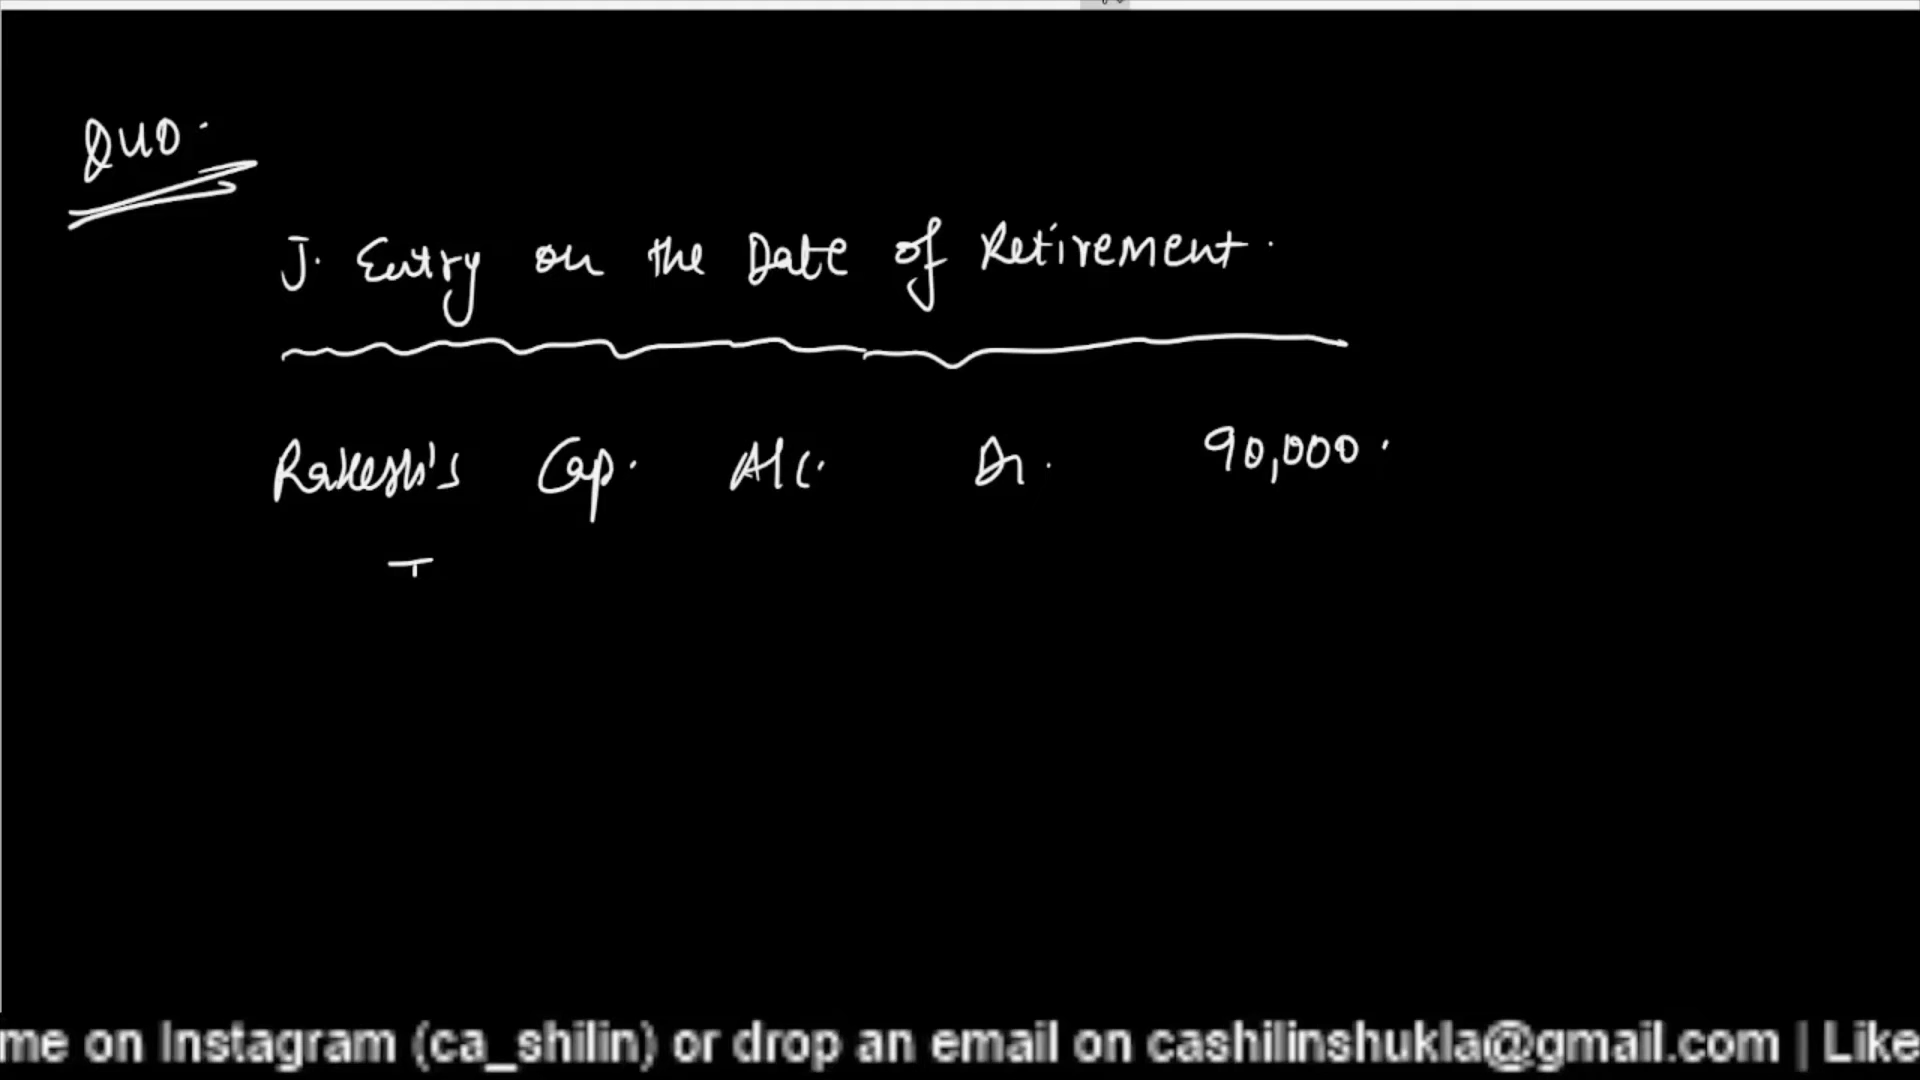 QUO.
J. Entry on the Date of Retirement.
Rakesh's Cap. A/c. Dr. 90,000.
T
me on Instagram (ca_shilin) or drop an email on cashilinshukla@gmail.com | Like